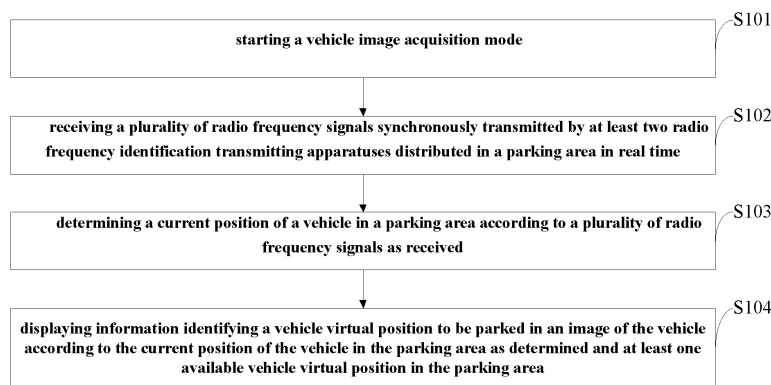 S101
starting a vehicle image acquisition mode
S102
receiving a plurality of radio frequency signals synchronously transmitted by at least two radio
frequency identification transmitting apparatuses distributed in a parking area in real time
S103
determining a current position of a vehicle in a parking area according to a plurality of radio
frequency signals as received
S104
displaying information identifying a vehicle virtual position to be parked in an image of the vehicle
according to the current position of the vehicle in the parking area as determined and at least one
available vehicle virtual position in the parking area